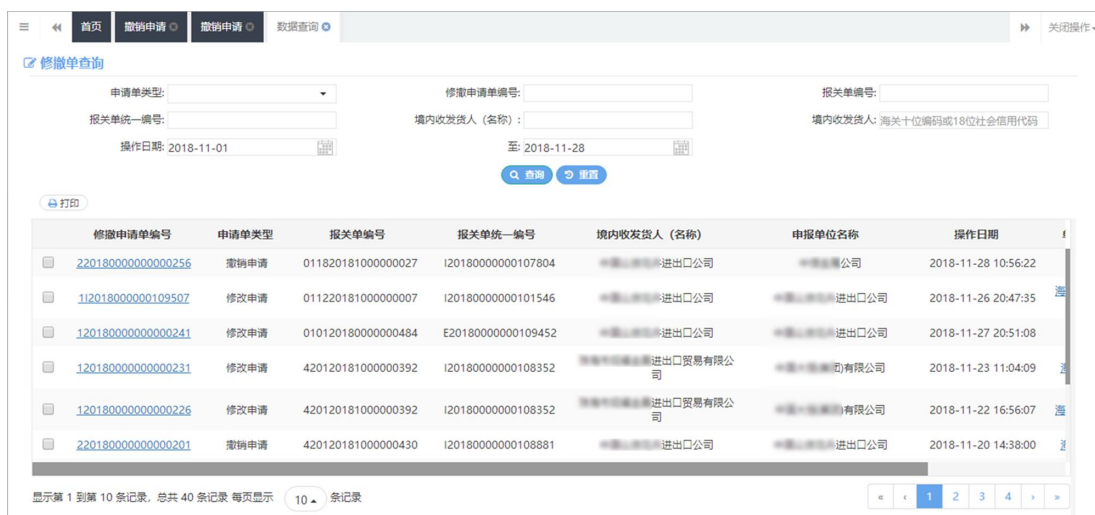 首页 撤销申请 撤销申请 数据查询 关闭操作
修撤单查询
申请单类型: 修撤申请单编号: 报关单编号:
报关单统一编号: 境内收发货人（名称）: 境内收发货人: 海关十位编码或18位社会信用代码
操作日期: 2018-11-01 至: 2018-11-28
查询 重置
打印
修撤申请单编号 申请单类型 报关单编号 报关单统一编号 境内收发货人（名称） 申报单位名称 操作日期
220180000000000256 撤销申请 011820181000000027 I20180000000107804 进出口公司 公司 2018-11-28 10:56:22
1I2018000000109507 修改申请 011220181000000007 I20180000000101546 进出口公司 进出口公司 2018-11-26 20:47:35 海
120180000000000241 修改申请 010120180000000484 E20180000000109452 进出口公司 进出口公司 2018-11-27 20:51:08
120180000000000231 修改申请 420120181000000392 I20180000000108352 进出口贸易有限公 团)有限公司 2018-11-23 11:04:09
司
120180000000000226 修改申请 420120181000000392 I20180000000108352 进出口贸易有限公 )有限公司 2018-11-22 16:56:07 海
司
220180000000000201 撤销申请 420120181000000430 I20180000000108881 进出口公司 进出口公司 2018-11-20 14:38:00
显示第 1 到第 10 条记录，总共 40 条记录 每页显示 10 条记录 « ‹ 1 2 3 4 › »